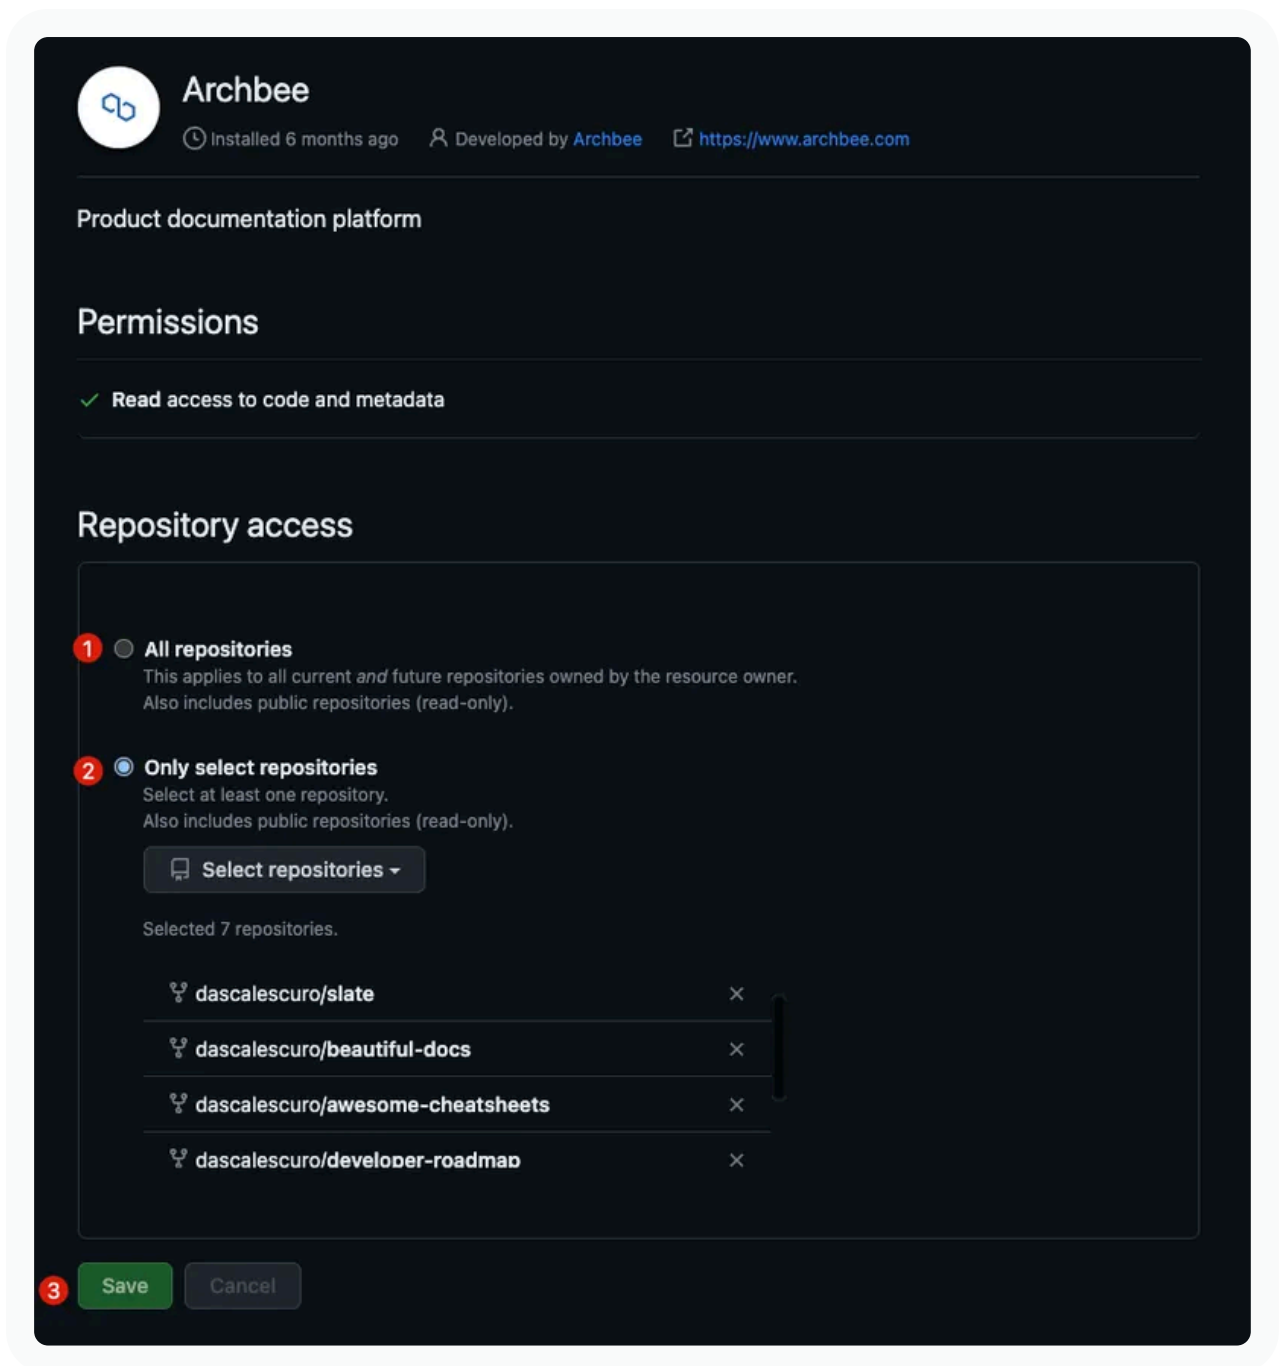 Archbee
Installed 6 months ago Developed by Archbee https://www.archbee.com
Product documentation platform
Permissions
Read access to code and metadata
Repository access
1 All repositories
This applies to all current and future repositories owned by the resource owner.
Also includes public repositories (read-only).
2 Only select repositories
Select at least one repository.
Also includes public repositories (read-only).
Select repositories
Selected 7 repositories.
dascalescuro/slate
dascalescuro/beautiful-docs
dascalescuro/awesome-cheatsheets
dascalescuro/developer-roadmap
3 Save Cancel